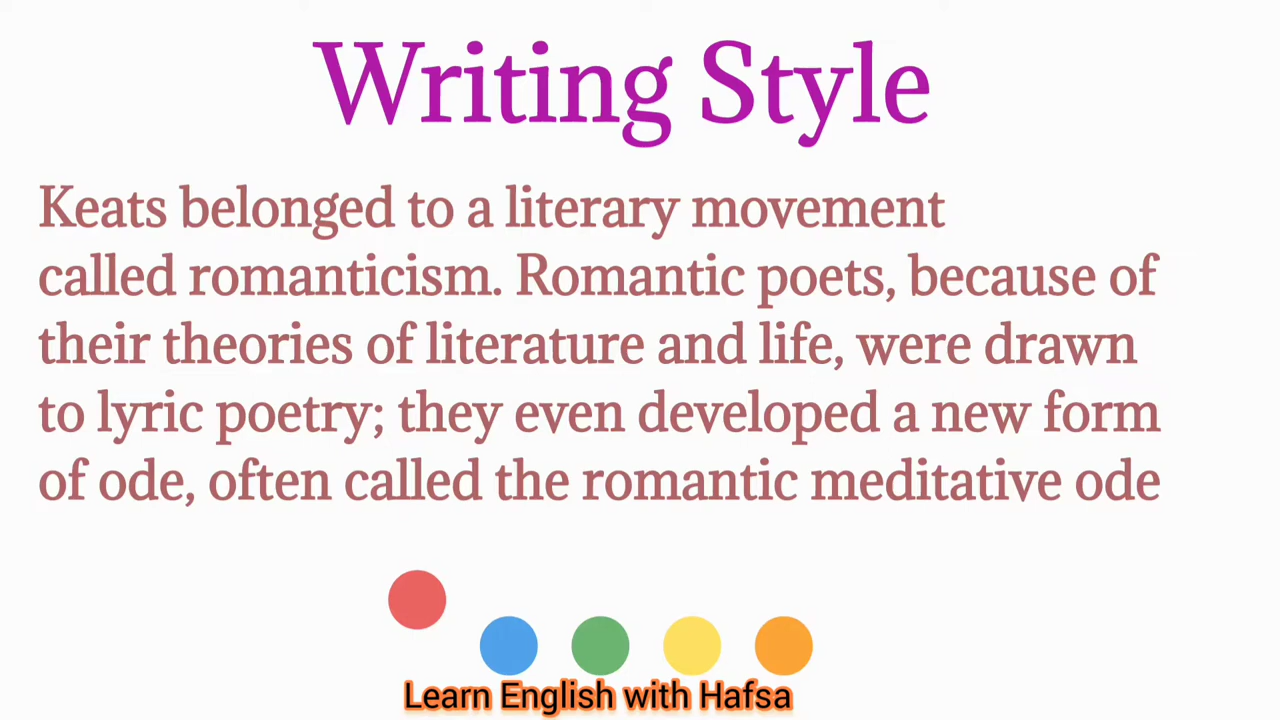 Writing Style
Keats belonged to a literary movement
called romanticism. Romantic poets, because of
their theories of literature and life, were drawn
to lyric poetry; they even developed a new form
of ode, often called the romantic meditative ode
Learn English with Hafsa